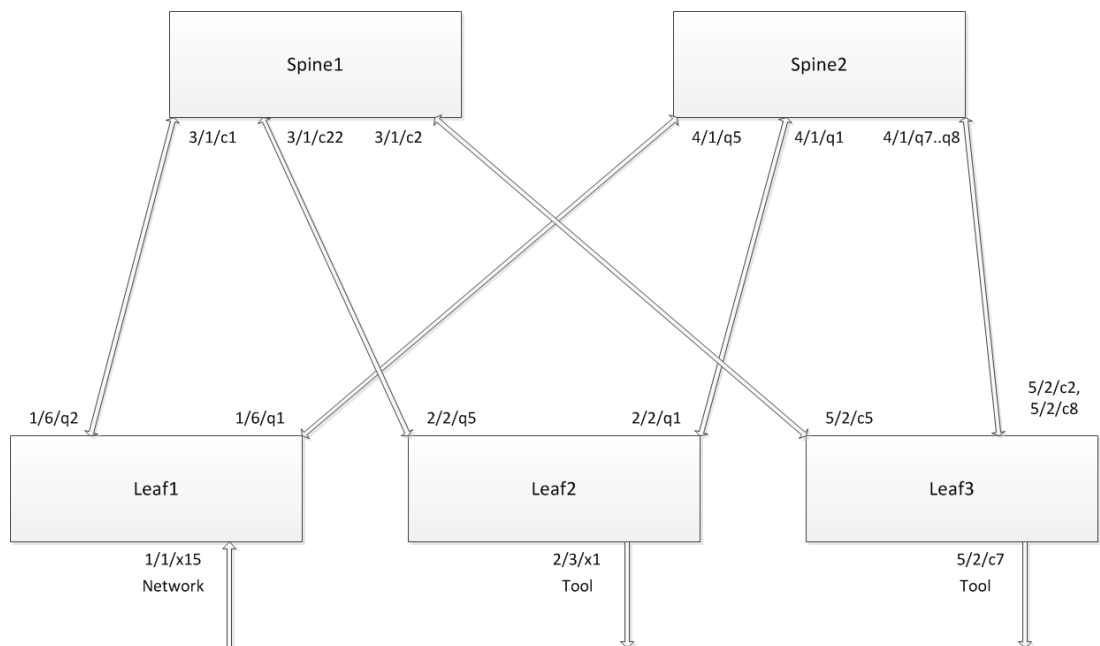 Spine1
Spine2
3/1/c1
3/1/c22
3/1/c2
4/1/q5
4/1/q1
4/1/q7..q8
5/2/c2,
5/2/c8
1/6/q2
1/6/q1
2/2/q5
2/2/q1
5/2/c5
Leaf1
Leaf2
Leaf3
1/1/x15
Network
2/3/x1
Tool
5/2/c7
Tool